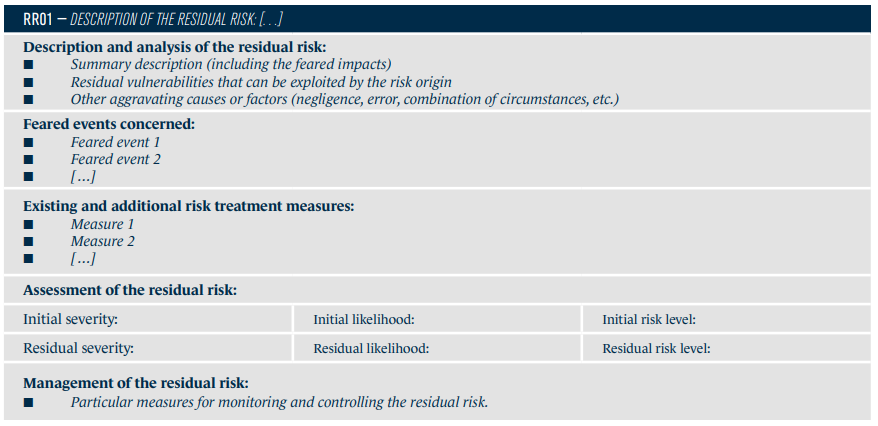 RR01 – DESCRIPTION OF THE RESIDUAL RISK: [...]
Description and analysis of the residual risk:
■ Summary description (including the feared impacts)
■ Residual vulnerabilities that can be exploited by the risk origin
■ Other aggravating causes or factors (negligence, error, combination of circumstances, etc.)
Feared events concerned:
■ Feared event 1
■ Feared event 2
■ [...]
Existing and additional risk treatment measures:
■ Measure 1
■ Measure 2
■ [...]
Assessment of the residual risk:
Initial severity: Initial likelihood: Initial risk level:
Residual severity: Residual likelihood: Residual risk level:
Management of the residual risk:
■ Particular measures for monitoring and controlling the residual risk.